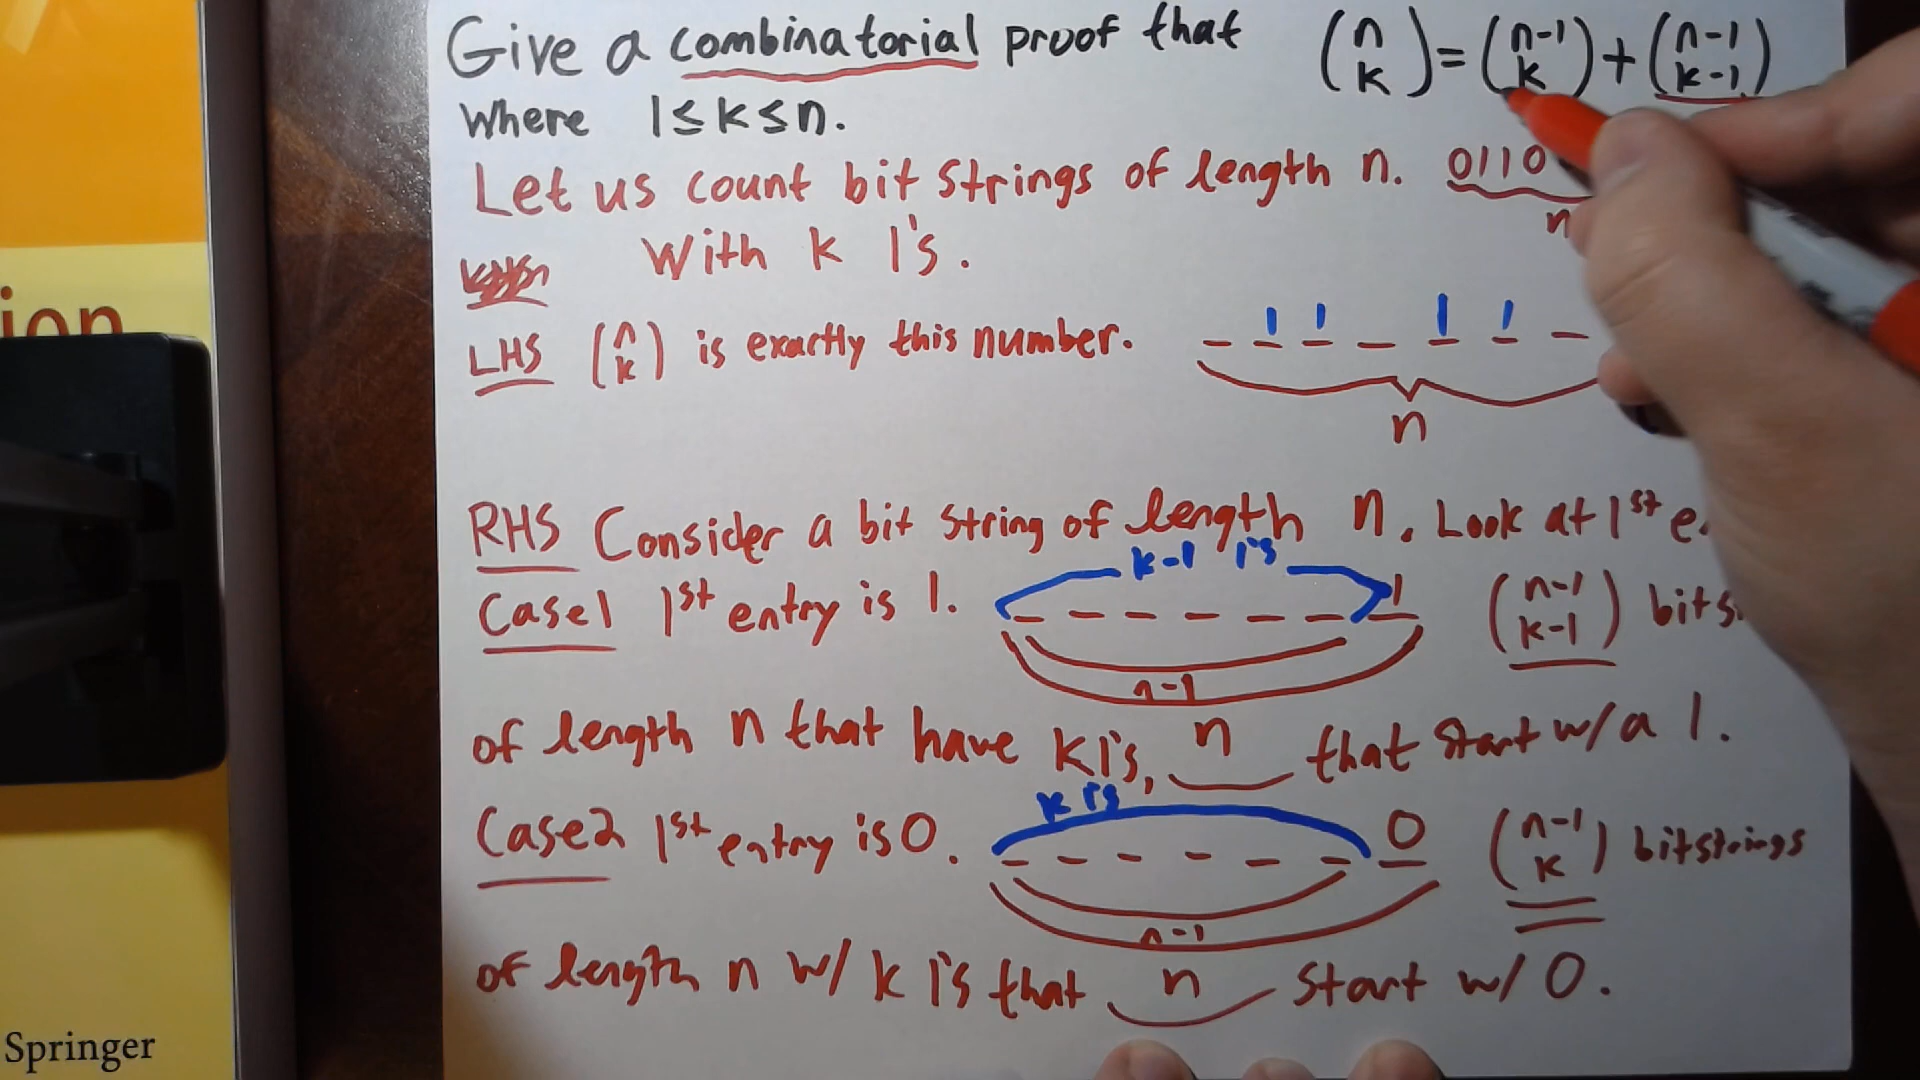 Give a combinatorial proof that (n k) = (n-1 k) + (n-1 k-1)
where 1≤k≤n.
Let us count bit strings of length n. 0110
n
with k 1's.
LHS (n k) is exactly this number. _ 1 1 _ 1 1 _
n
RHS Consider a bit string of length n. Look at 1st
k-1 1's
Case1 1st entry is 1. _ _ _ _ _ _ 1 (n-1 k-1)
n-1
of length n that have k 1's, n that start w/a 1.
k 1's
Case2 1st entry is 0. _ _ _ _ _ _ 0 (n-1 k) bitstrings
n-1
of length n w/ k 1's that n start w/ 0.
ion
Springer